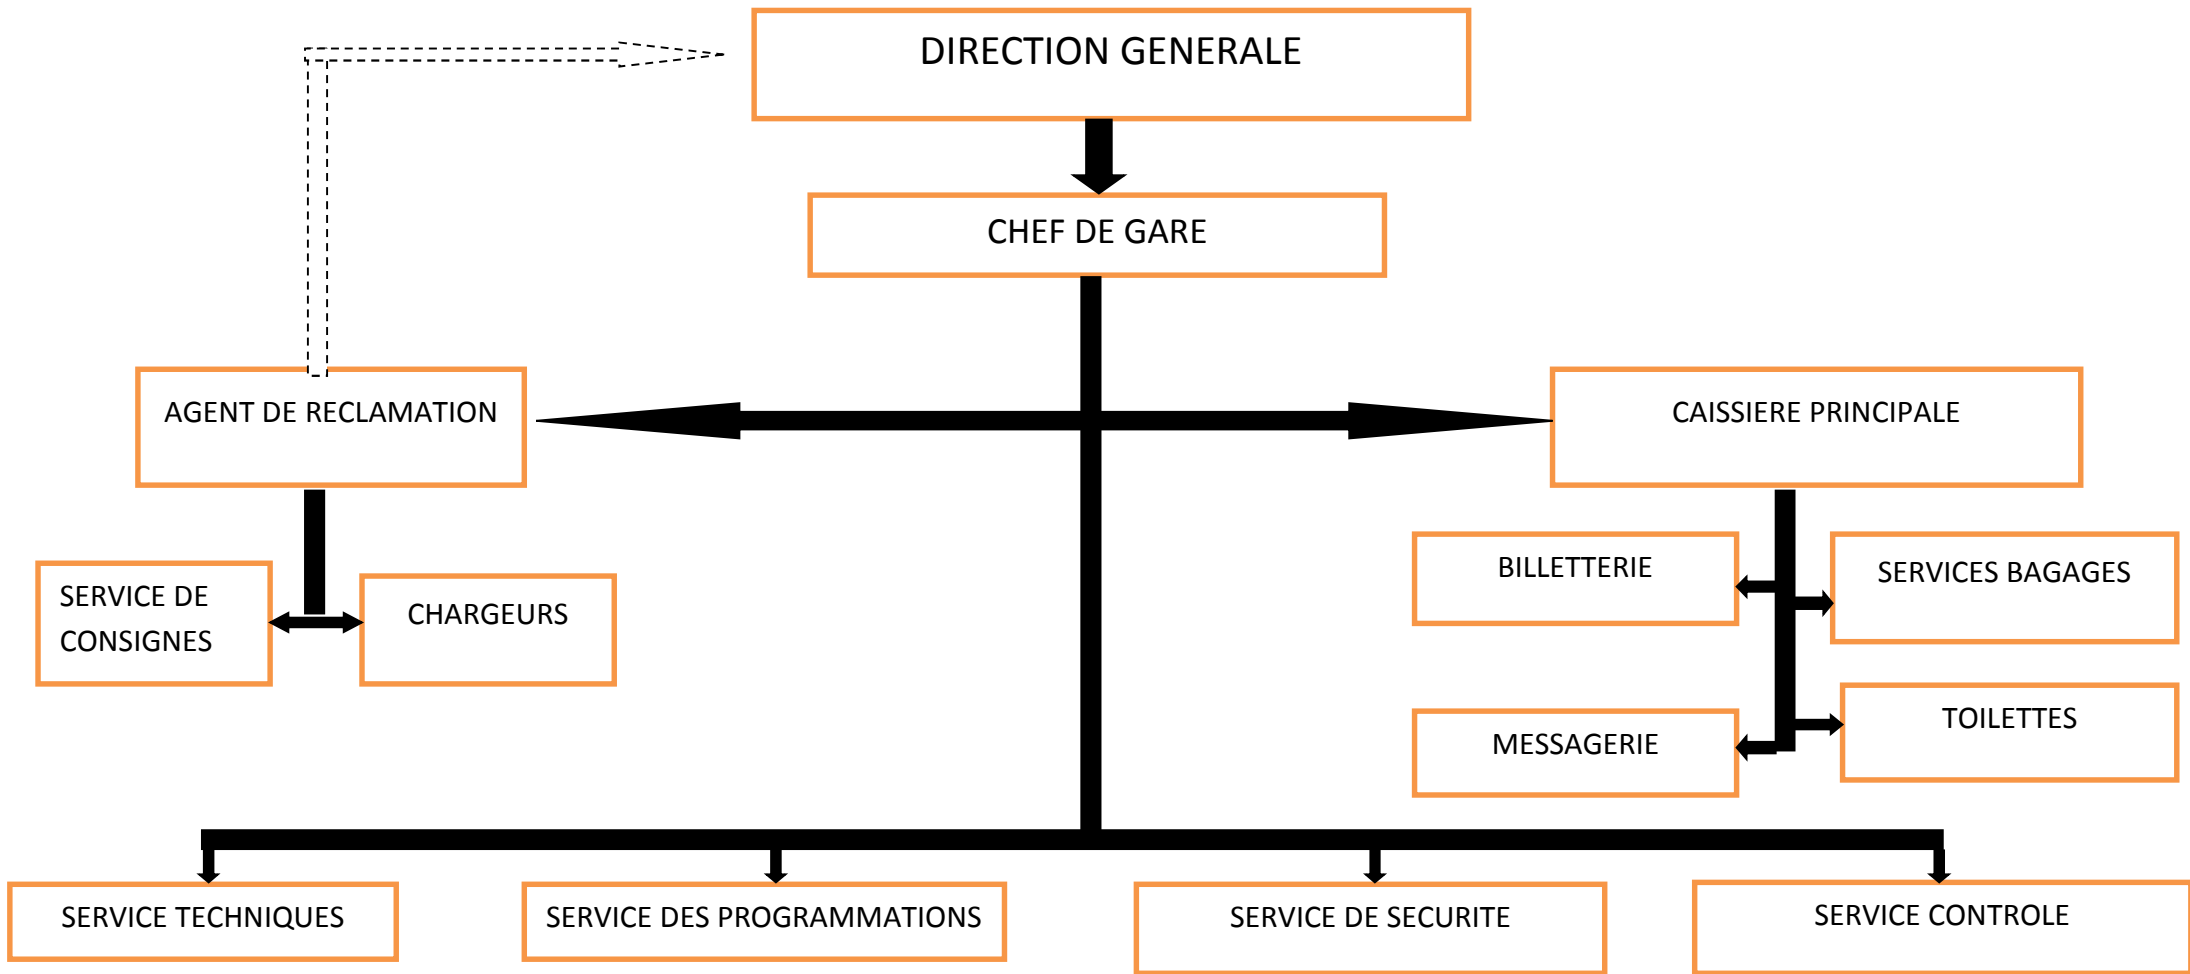 DIRECTION GENERALE
CHEF DE GARE
AGENT DE RECLAMATION
CAISSIERE PRINCIPALE
SERVICE DE
CONSIGNES
CHARGEURS
BILLETTERIE
SERVICES BAGAGES
MESSAGERIE
TOILETTES
SERVICE TECHNIQUES
SERVICE DES PROGRAMMATIONS
SERVICE DE SECURITE
SERVICE CONTROLE